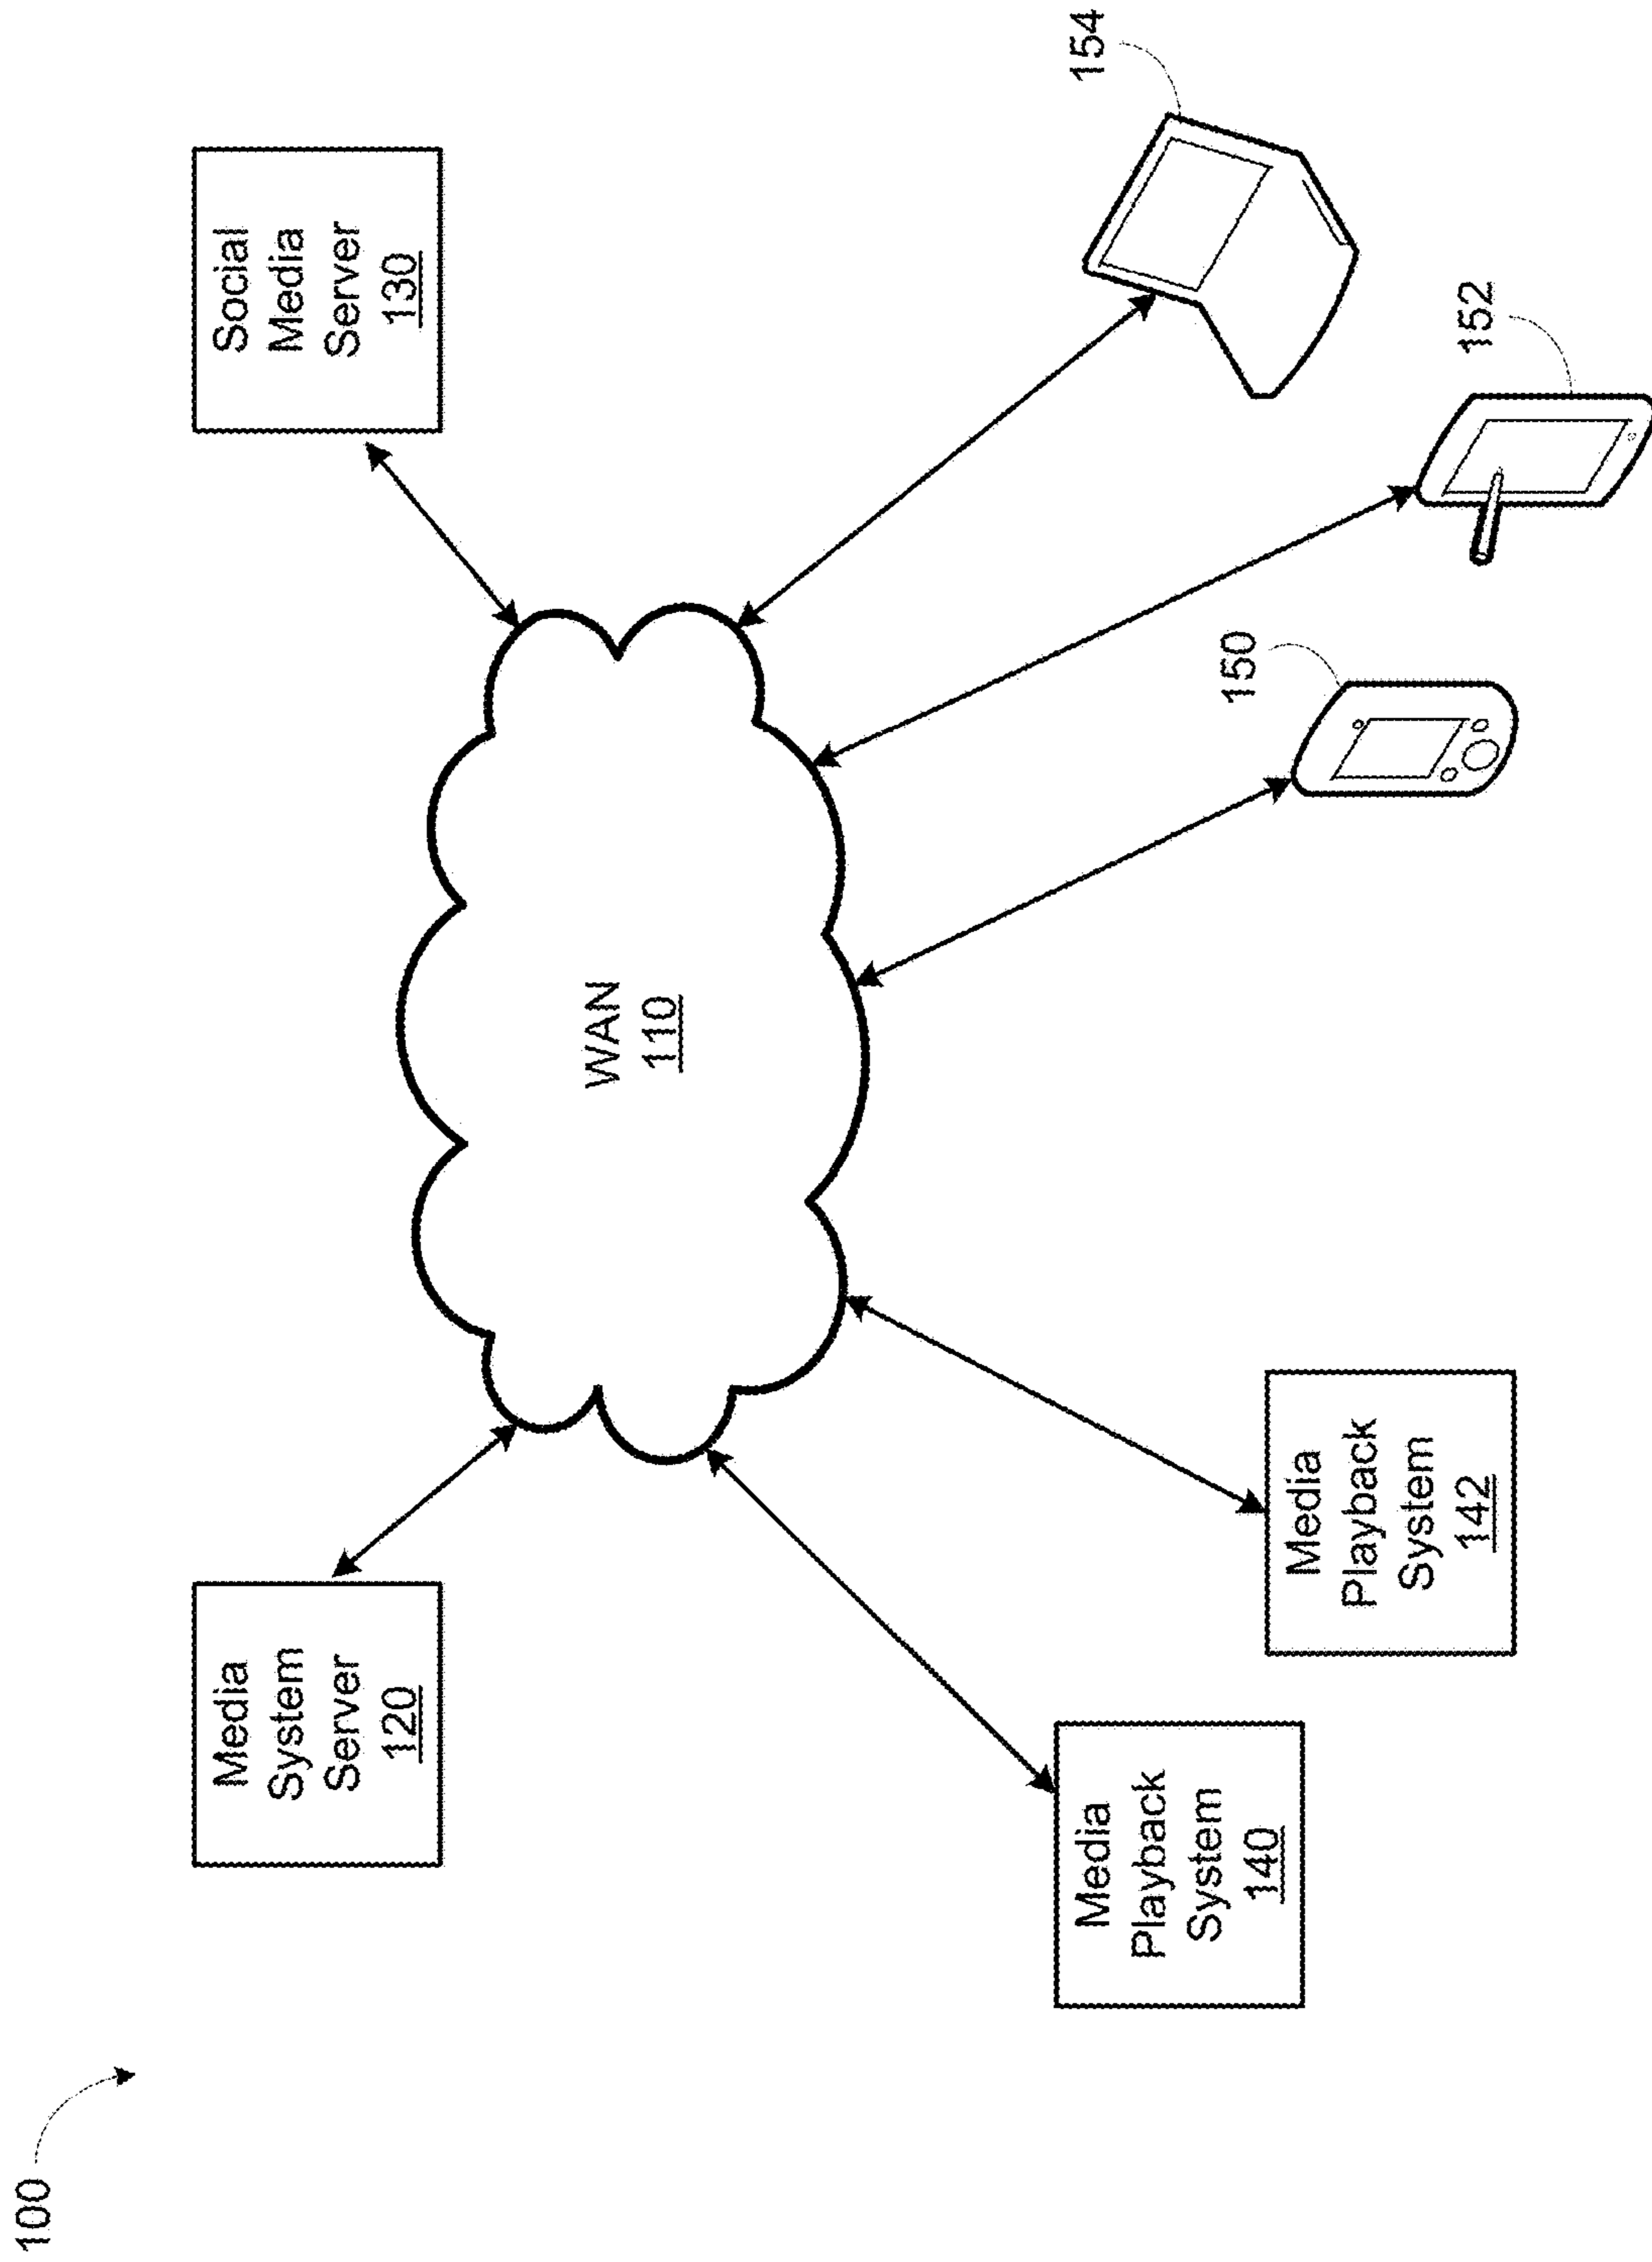 100
Media
System
Server
120
Social
Media
Server
130
WAN
110
Media
Playback
System
140
Media
Playback
System
142
150
152
154